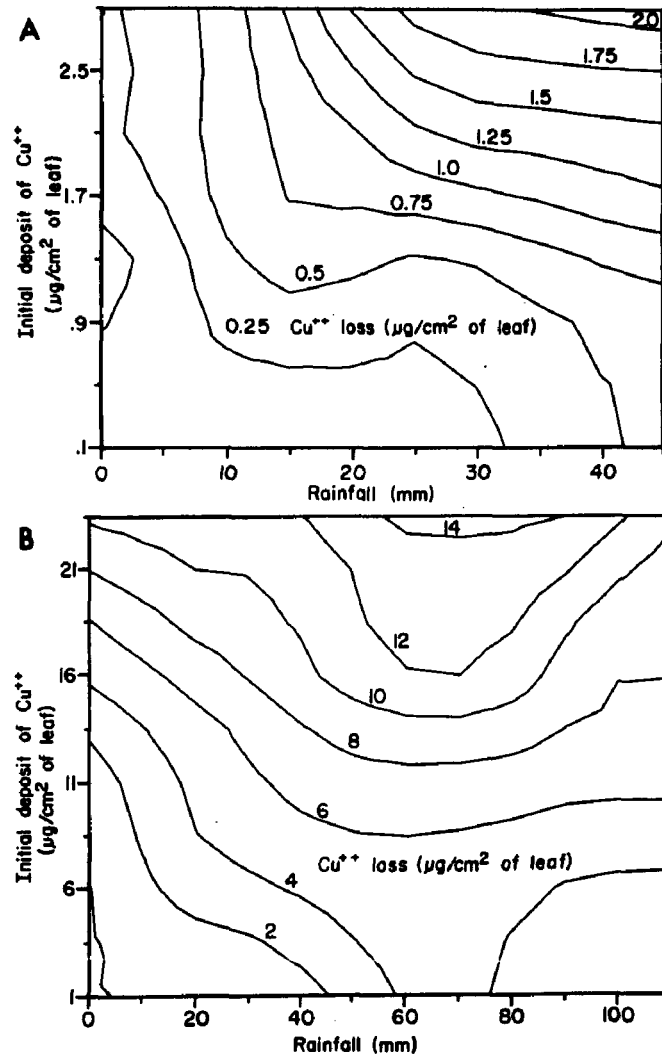 A
2.0
1.75
2.5
1.5
1.25
1.0
1.7
0.75
0.5
0.25 Cu++ loss (µg/cm2 of leaf)
.9
.1
Initial deposit of Cu++
(µg/cm2 of leaf)
0 10 20 30 40
Rainfall (mm)
B
14
21
12
16
10
8
11
6
Cu++ loss (µg/cm2 of leaf)
4
6
2
1
Initial deposit of Cu++
(µg/cm2 of leaf)
0 20 40 60 80 100
Rainfall (mm)